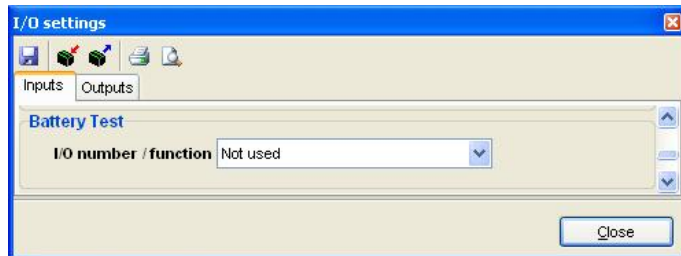 I/O settings
Inputs Outputs
Battery Test
I/O number / function Not used
Close